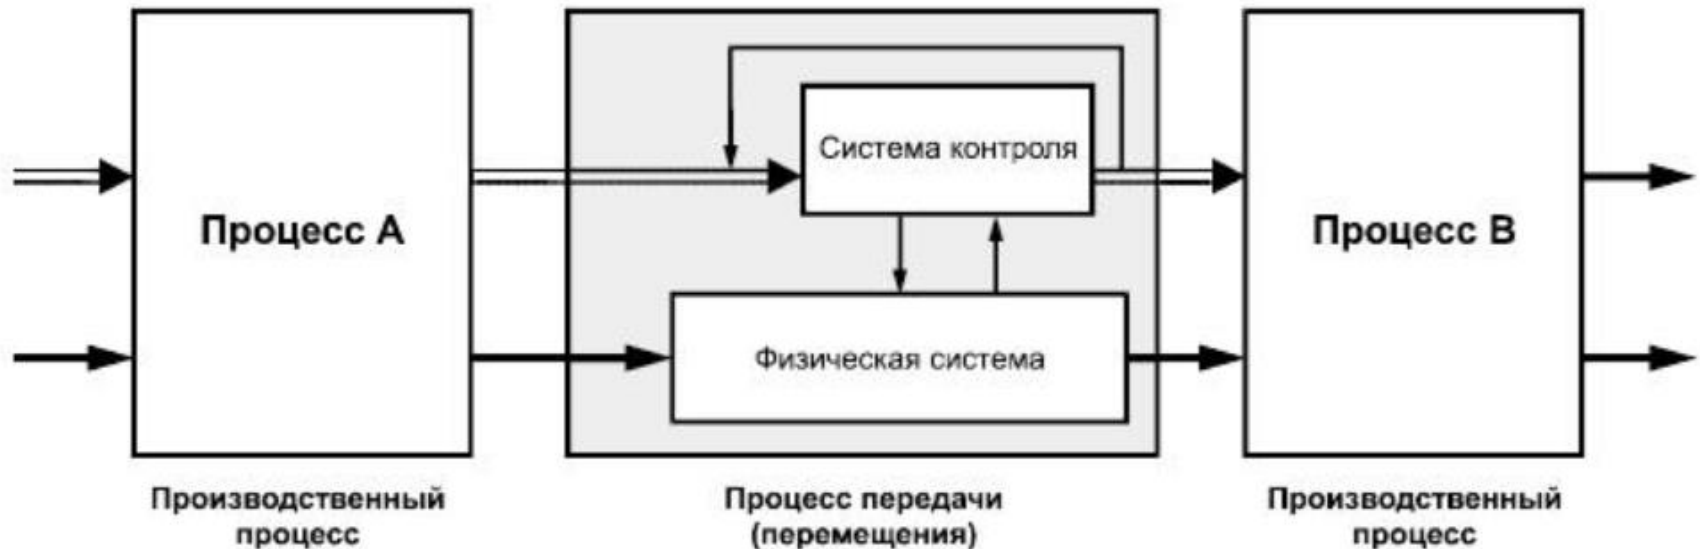 Система контроля
Процесс А
Процесс В
Физическая система
Производственный
процесс
Процесс передачи
(перемещения)
Производственный
процесс